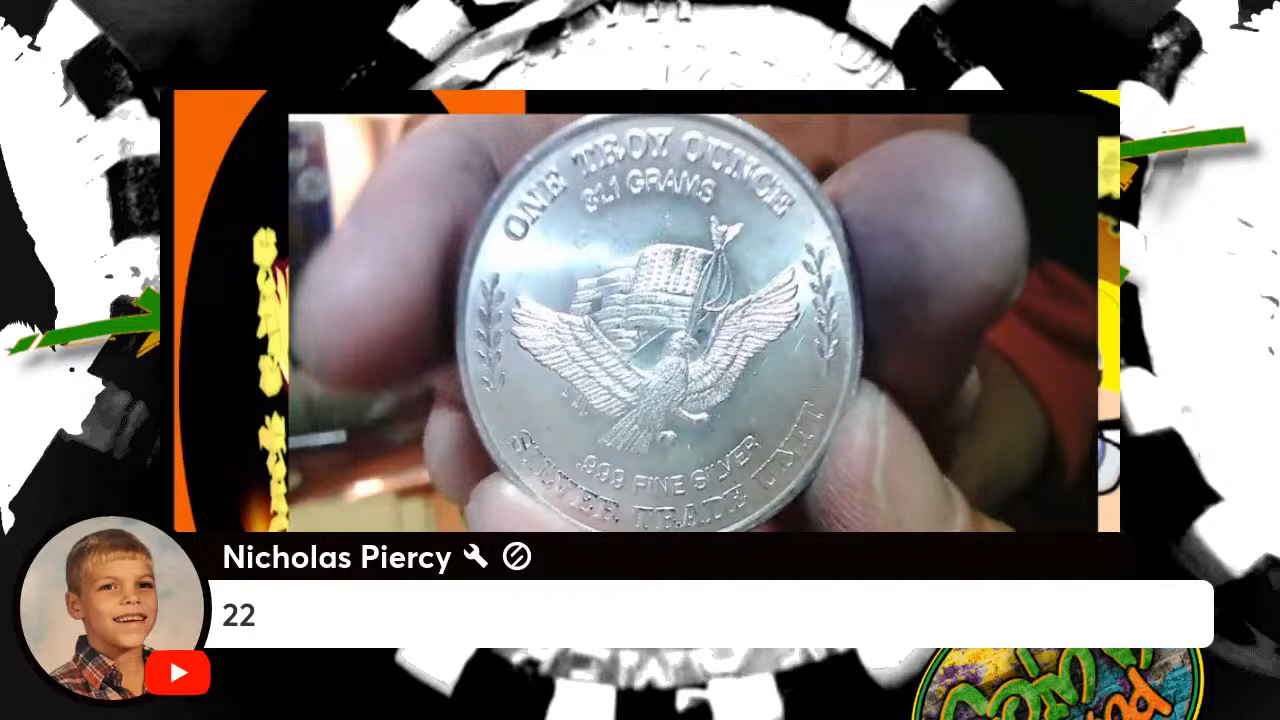 ONE TROY OUNCE
31.1 GRAMS
.999 FINE SILVER
SILVER TRADE UNIT
Nicholas Piercy
22